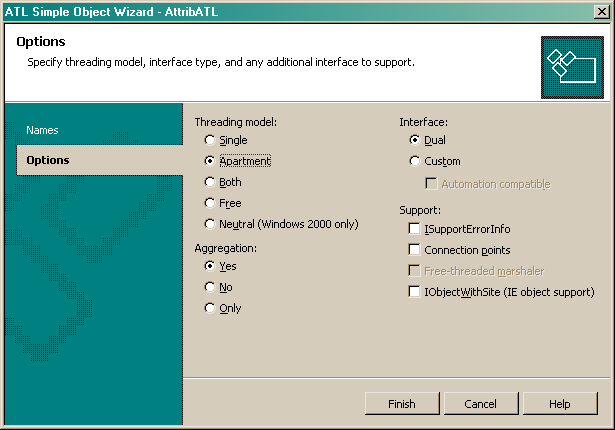 ATL Simple Object Wizard - AttribATL
Options
Specify threading model, interface type, and any additional interface to support.
Names
Options
Threading model:
Single
Apartment
Both
Free
Neutral (Windows 2000 only)
Aggregation:
Yes
No
Only
Interface:
Dual
Custom
Automation compatible
Support:
ISupportErrorInfo
Connection points
Free-threaded marshaler
IObjectWithSite (IE object support)
Finish
Cancel
Help